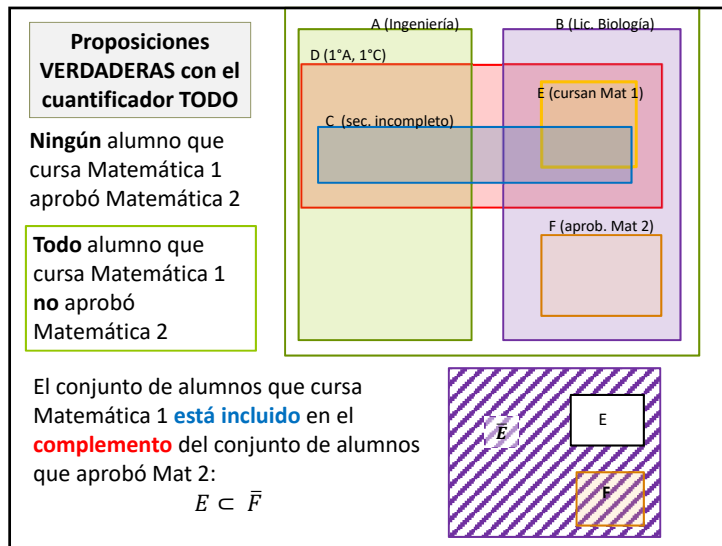 Proposiciones
VERDADERAS con el
cuantificador TODO
Ningún alumno que
cursa Matemática 1
aprobó Matemática 2
Todo alumno que
cursa Matemática 1
no aprobó
Matemática 2
A (Ingeniería)
B (Lic. Biología)
D (1°A, 1°C)
E (cursan Mat 1)
C (sec. incompleto)
F (aprob. Mat 2)
El conjunto de alumnos que cursa
Matemática 1 está incluido en el
complemento del conjunto de alumnos
que aprobó Mat 2:
E ⊂ F̄
E
Ē
F